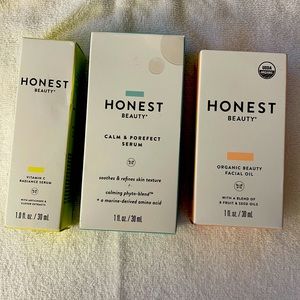 HONEST
BEAUTY®
VITAMIN C
RADIANCE SERUM
1.0 fl. oz. / 30 mL
HONEST
BEAUTY®
CALM & POREFECT
SERUM
soothes & refines skin texture
+
calming phyto-blend™
+ a marine-derived amino acid
1 fl. oz. / 30 mL
USDA
ORGANIC
HONEST
BEAUTY®
ORGANIC BEAUTY
FACIAL OIL
WITH A BLEND OF
8 FRUIT & SEED OILS
1 fl. oz. / 30 mL